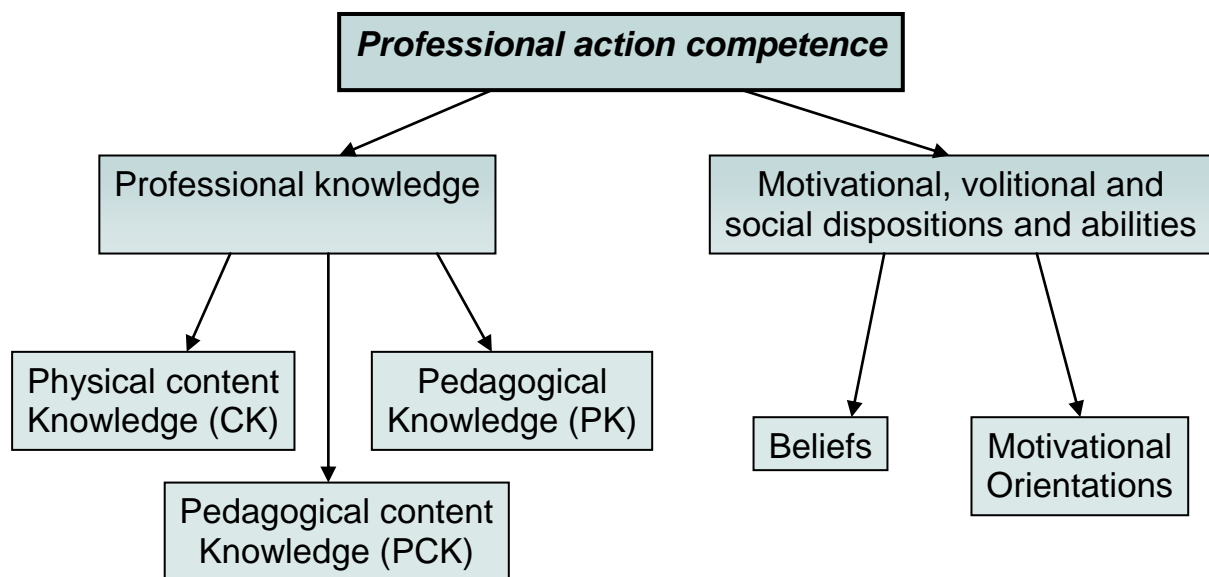 Professional action competence
Professional knowledge
Motivational, volitional and
social dispositions and abilities
Physical content
Knowledge (CK)
Pedagogical
Knowledge (PK)
Pedagogical content
Knowledge (PCK)
Beliefs
Motivational
Orientations